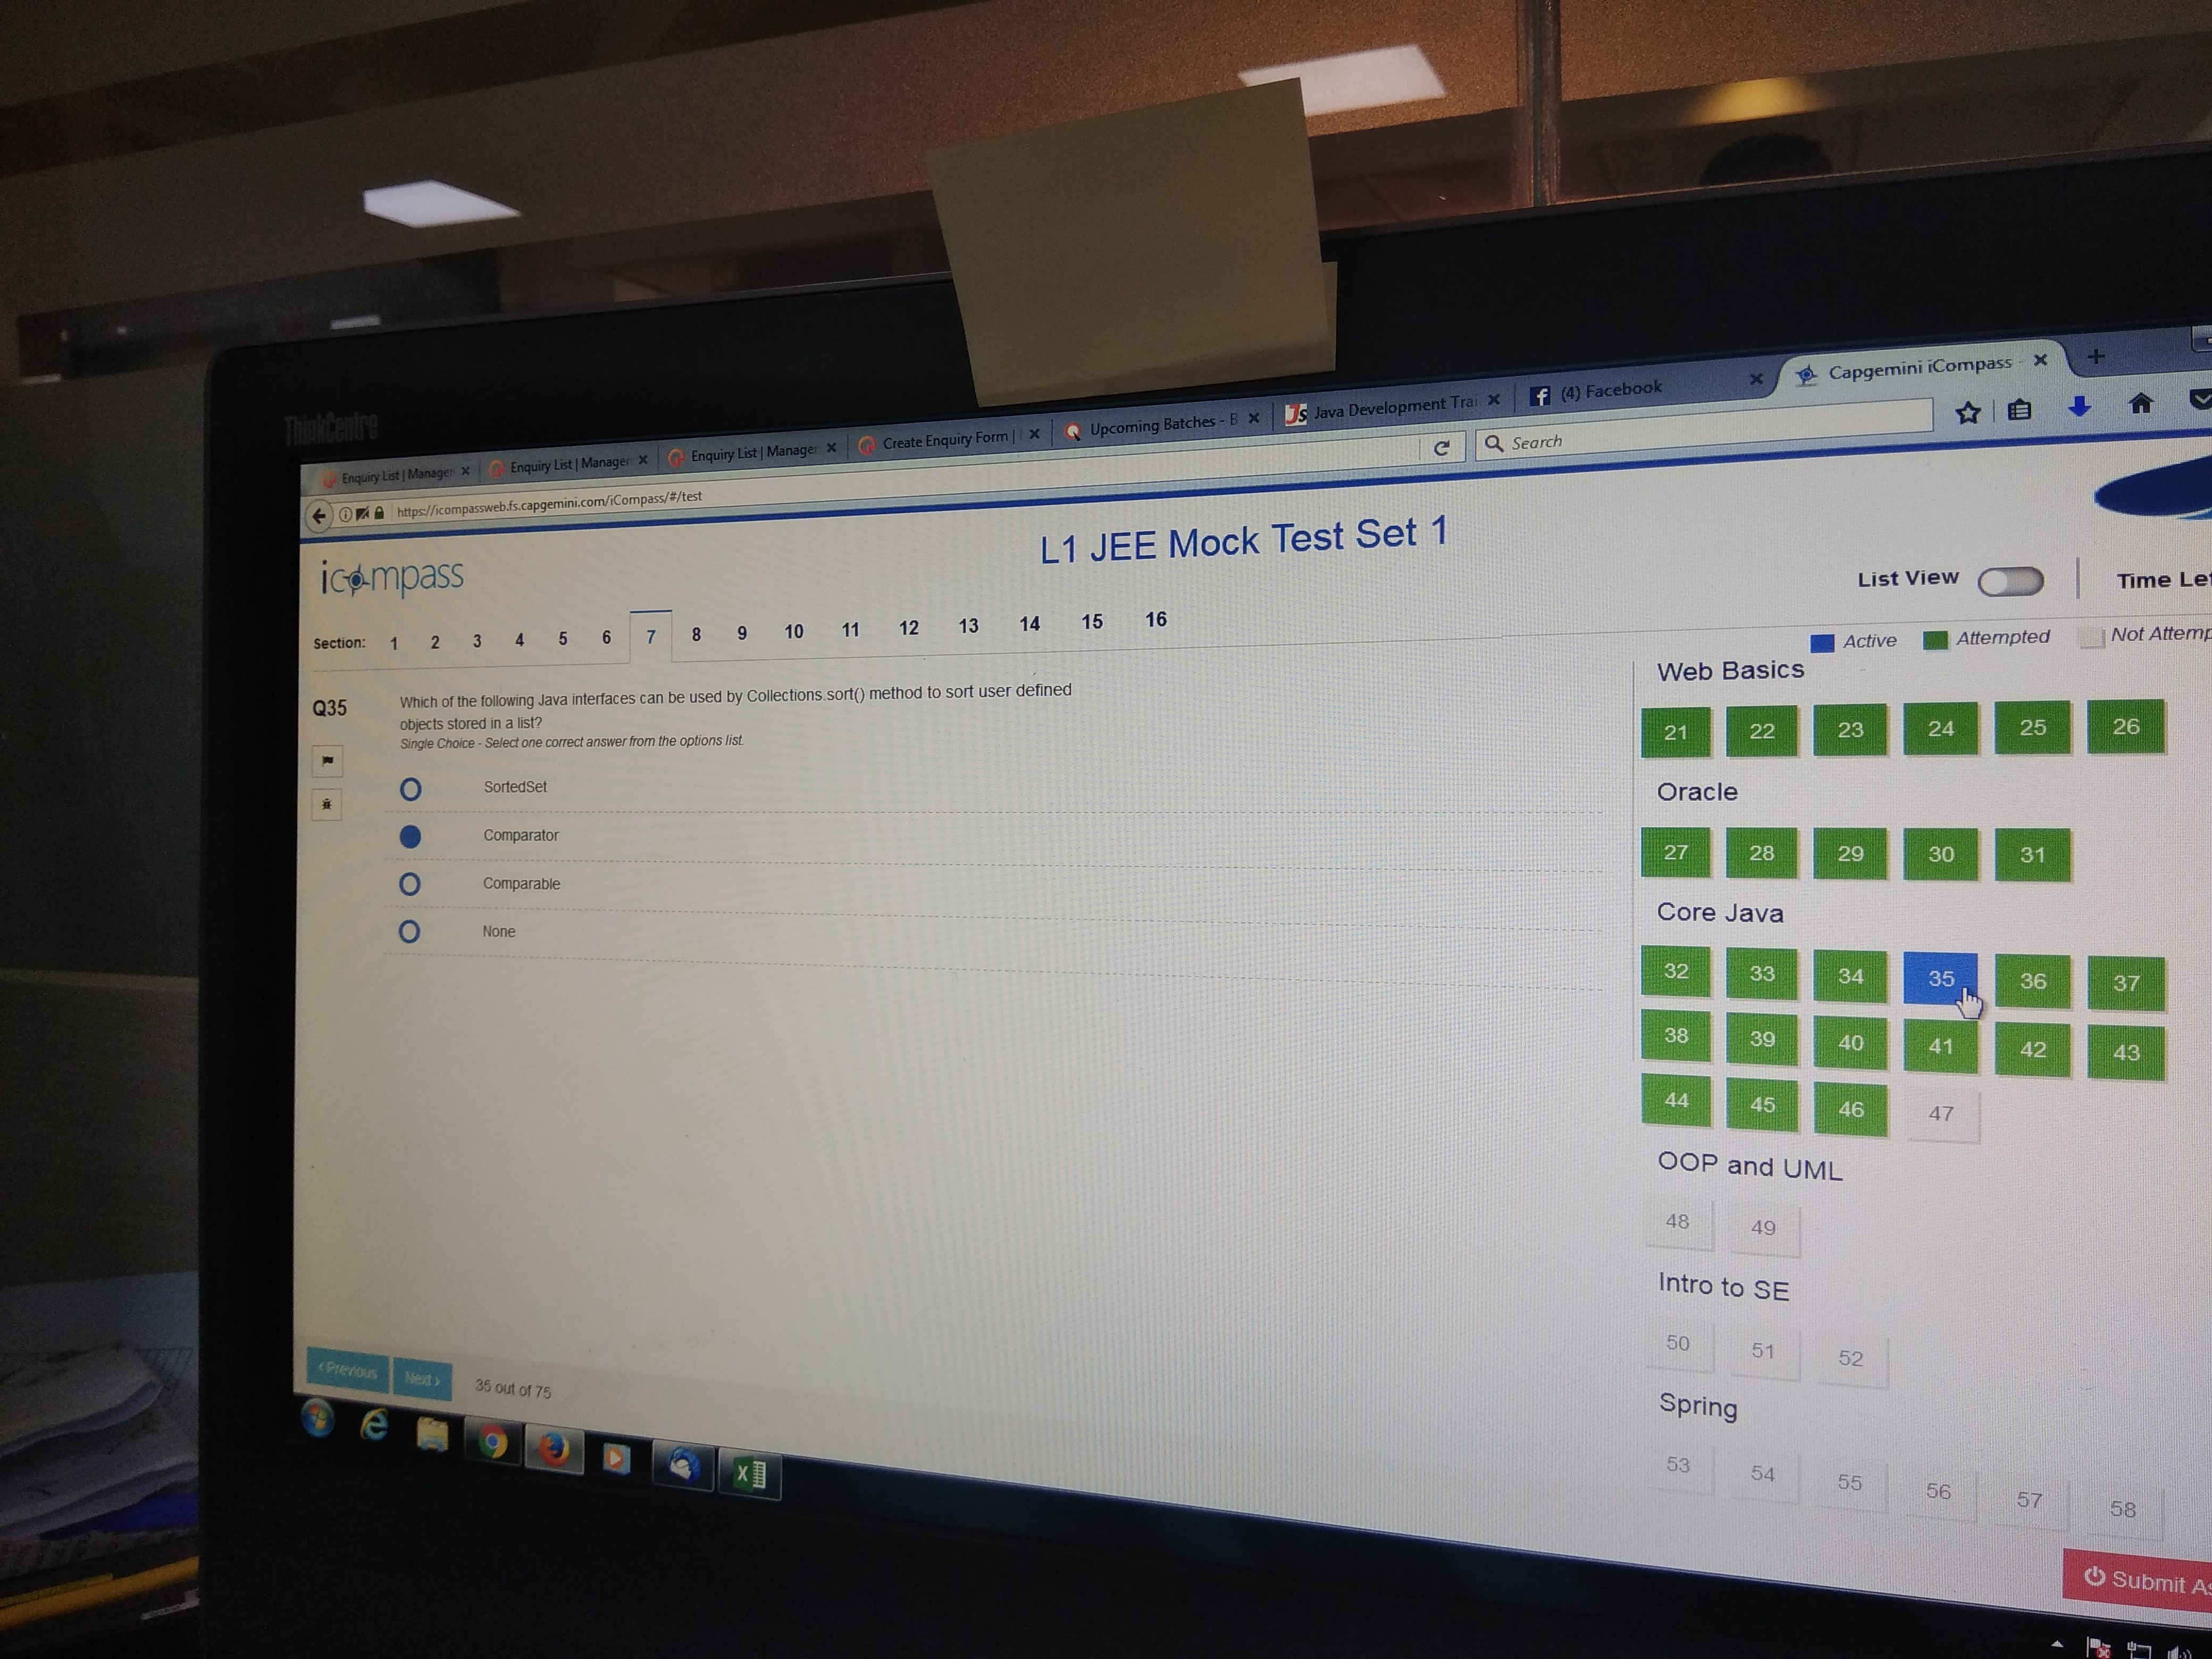 ThinkCentre
Enquiry List | Manager
Enquiry List | Manager
Enquiry List | Manager
Create Enquiry Form |
Upcoming Batches - B
Java Development Trai
(4) Facebook
Capgemini iCompass -
https://icompassweb.fs.capgemini.com/iCompass/#/test
Search
icompass
L1 JEE Mock Test Set 1
List View
Time Le
Section: 1 2 3 4 5 6 7 8 9 10 11 12 13 14 15 16
Active Attempted Not Attemp
Q35
Which of the following Java interfaces can be used by Collections.sort() method to sort user defined
objects stored in a list?
Single Choice - Select one correct answer from the options list.
SortedSet
Comparator
Comparable
None
Web Basics
21 22 23 24 25 26
Oracle
27 28 29 30 31
Core Java
32 33 34 35 36 37
38 39 40 41 42 43
44 45 46 47
OOP and UML
48 49
Intro to SE
50 51 52
Spring
53 54 55 56 57 58
‹ Previous
Next ›
35 out of 75
Submit As